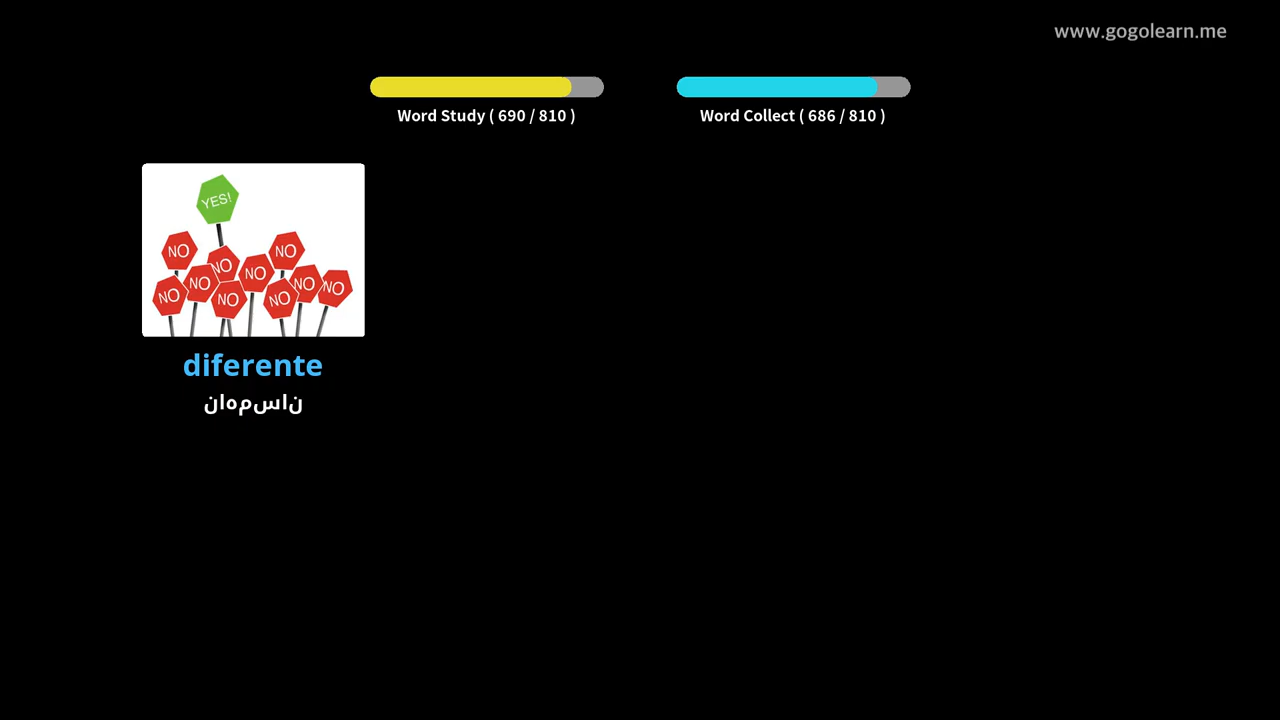 www.gogolearn.me
Word Study ( 690 / 810 )
Word Collect ( 686 / 810 )
YES!
NO
NO
NO
NO
NO
NO
NO
NO
NO
NO
diferente
ناسمهان